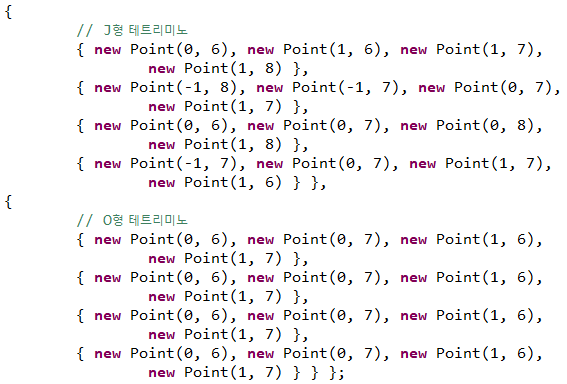 {
// J형 테트리미노
{ new Point(0, 6), new Point(1, 6), new Point(1, 7),
new Point(1, 8) },
{ new Point(-1, 8), new Point(-1, 7), new Point(0, 7),
new Point(1, 7) },
{ new Point(0, 6), new Point(0, 7), new Point(0, 8),
new Point(1, 8) },
{ new Point(-1, 7), new Point(0, 7), new Point(1, 7),
new Point(1, 6) } },
{
// O형 테트리미노
{ new Point(0, 6), new Point(0, 7), new Point(1, 6),
new Point(1, 7) },
{ new Point(0, 6), new Point(0, 7), new Point(1, 6),
new Point(1, 7) },
{ new Point(0, 6), new Point(0, 7), new Point(1, 6),
new Point(1, 7) },
{ new Point(0, 6), new Point(0, 7), new Point(1, 6),
new Point(1, 7) } } };